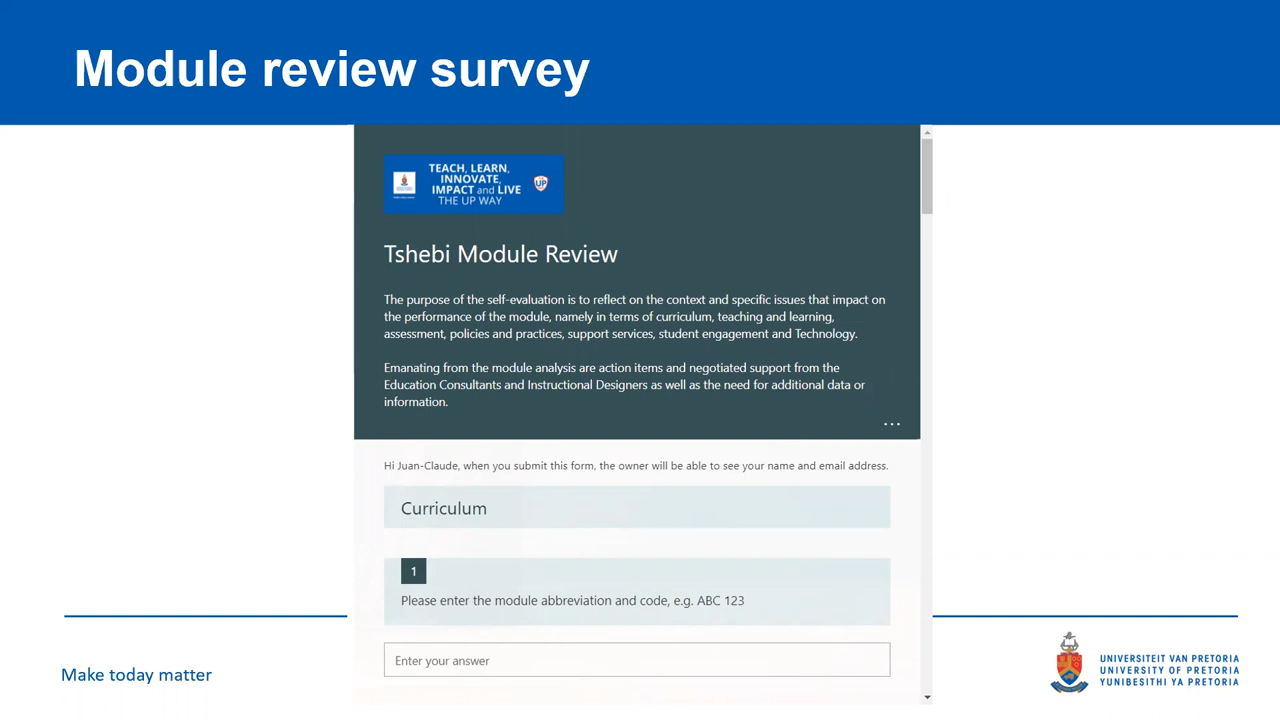 Module review survey
TEACH, LEARN,
INNOVATE,
IMPACT and LIVE
THE UP WAY
UP
Tshebi Module Review
The purpose of the self-evaluation is to reflect on the context and specific issues that impact on
the performance of the module, namely in terms of curriculum, teaching and learning,
assessment, policies and practices, support services, student engagement and Technology.
Emanating from the module analysis are action items and negotiated support from the
Education Consultants and Instructional Designers as well as the need for additional data or
information.
...
Hi Juan-Claude, when you submit this form, the owner will be able to see your name and email address.
Curriculum
1
Please enter the module abbreviation and code, e.g. ABC 123
Enter your answer
Make today matter
UNIVERSITEIT VAN PRETORIA
UNIVERSITY OF PRETORIA
YUNIBESITHI YA PRETORIA